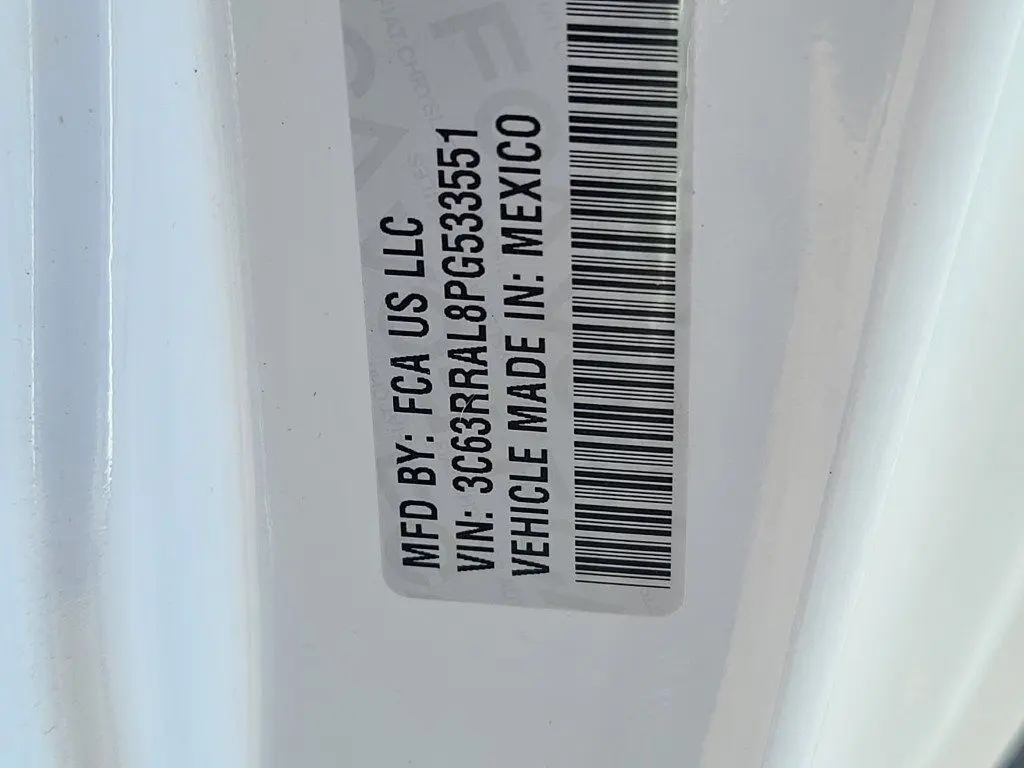 MFD BY: FCA US LLC
VIN: 3C63RRAL8PG533551
VEHICLE MADE IN: MEXICO